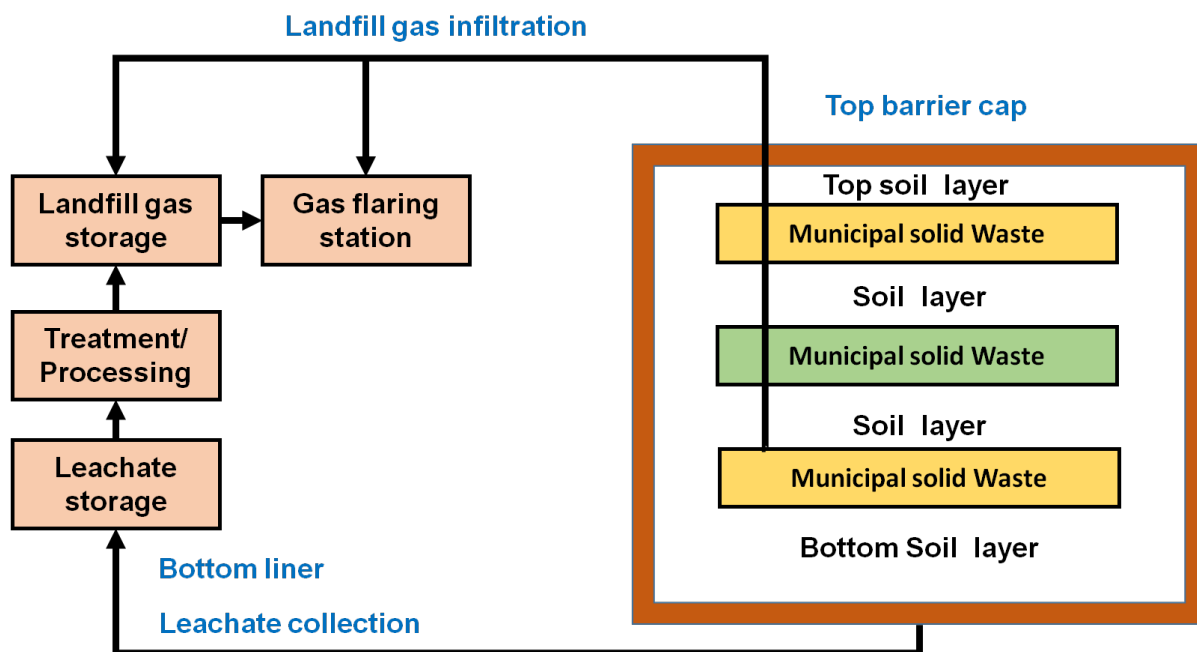 Landfill gas infiltration
Top barrier cap
Landfill gas
storage
Gas flaring
station
Treatment/
Processing
Leachate
storage
Bottom liner
Leachate collection
Top soil layer
Municipal solid Waste
Soil layer
Municipal solid Waste
Soil layer
Municipal solid Waste
Bottom Soil layer